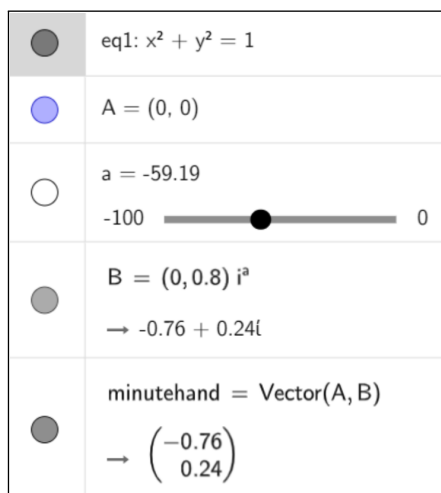 eq1: x² + y² = 1
A = (0, 0)
a = -59.19
-100 0
B = (0, 0.8) iᵃ
→ -0.76 + 0.24ί
minutehand = Vector(A, B)
→ (−0.76
0.24)